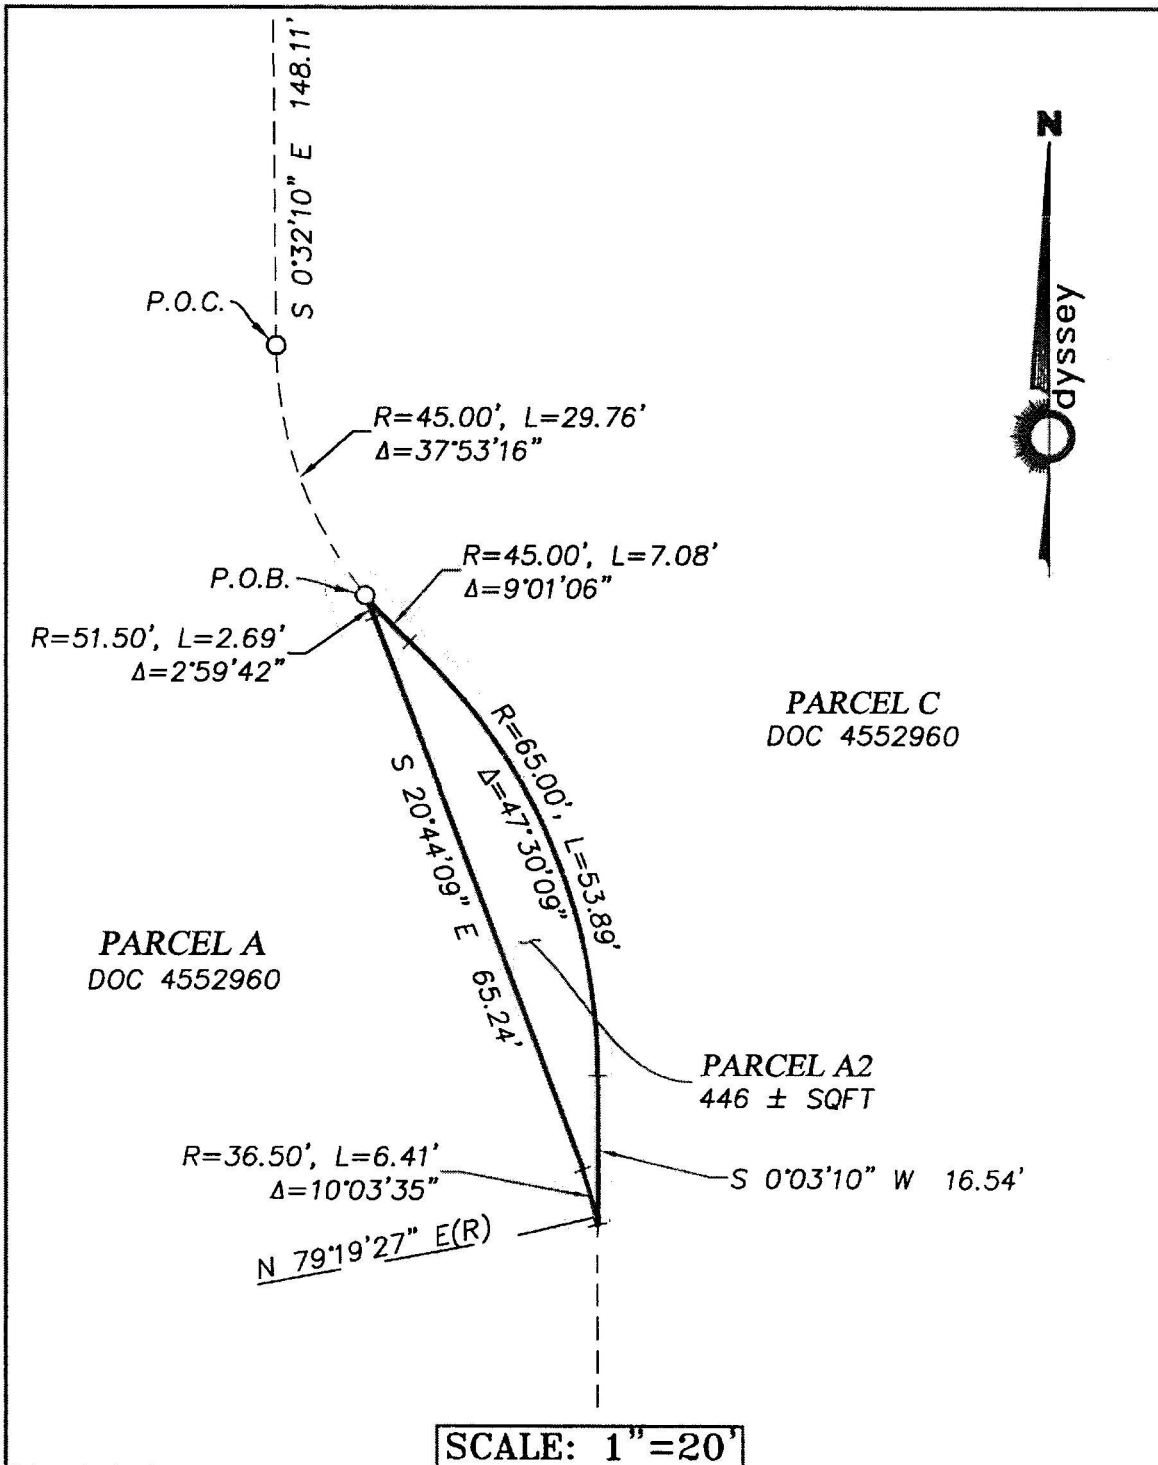 S 0°32'10" E 148.11'
N
dyssey
P.O.C.
R=45.00', L=29.76'
Δ=37°53'16"
R=45.00', L=7.08'
Δ=9°01'06"
P.O.B.
R=51.50', L=2.69'
Δ=2°59'42"
PARCEL C
DOC 4552960
R=65.00', L=53.89'
Δ=47°30'09"
S 20°44'09" E 65.24'
PARCEL A
DOC 4552960
PARCEL A2
446 ± SQFT
R=36.50', L=6.41'
Δ=10°03'35"
S 0°03'10" W 16.54'
N 79°19'27" E(R)
SCALE: 1"=20'